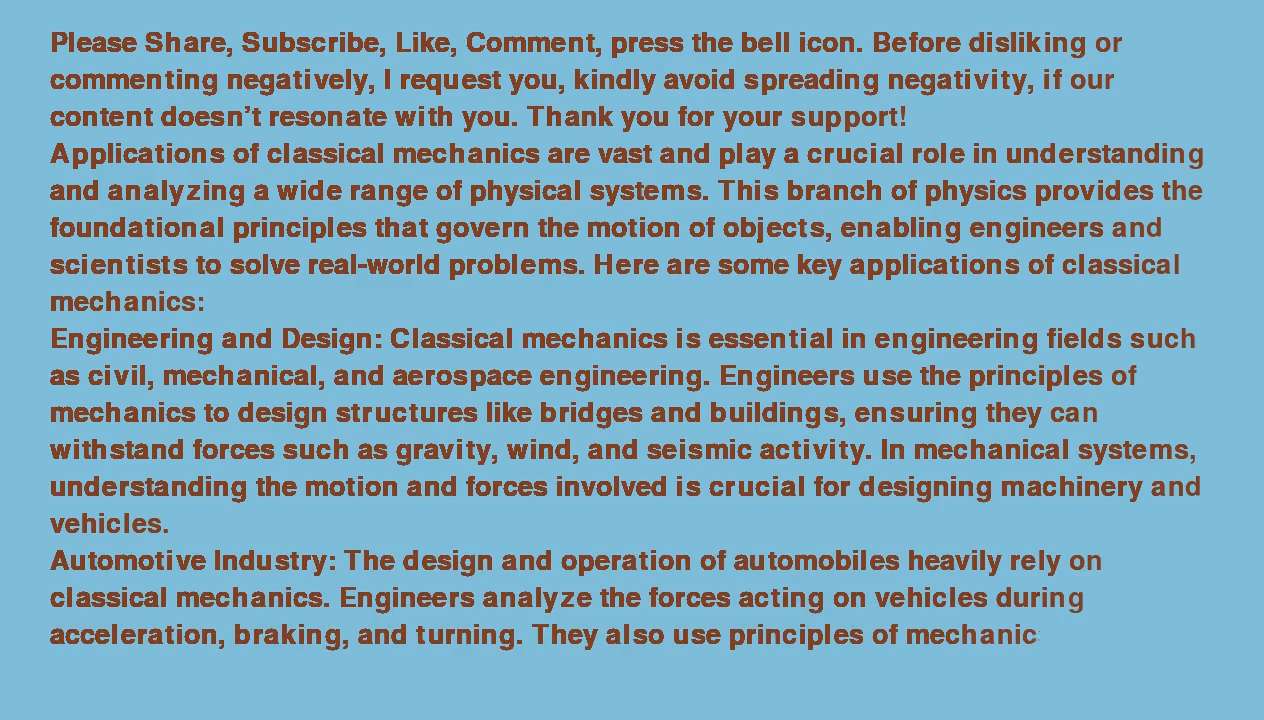 Please Share, Subscribe, Like, Comment, press the bell icon. Before disliking or
commenting negatively, I request you, kindly avoid spreading negativity, if our
content doesn't resonate with you. Thank you for your support!
Applications of classical mechanics are vast and play a crucial role in understanding
and analyzing a wide range of physical systems. This branch of physics provides the
foundational principles that govern the motion of objects, enabling engineers and
scientists to solve real-world problems. Here are some key applications of classical
mechanics:
Engineering and Design: Classical mechanics is essential in engineering fields such
as civil, mechanical, and aerospace engineering. Engineers use the principles of
mechanics to design structures like bridges and buildings, ensuring they can
withstand forces such as gravity, wind, and seismic activity. In mechanical systems,
understanding the motion and forces involved is crucial for designing machinery and
vehicles.
Automotive Industry: The design and operation of automobiles heavily rely on
classical mechanics. Engineers analyze the forces acting on vehicles during
acceleration, braking, and turning. They also use principles of mechanic